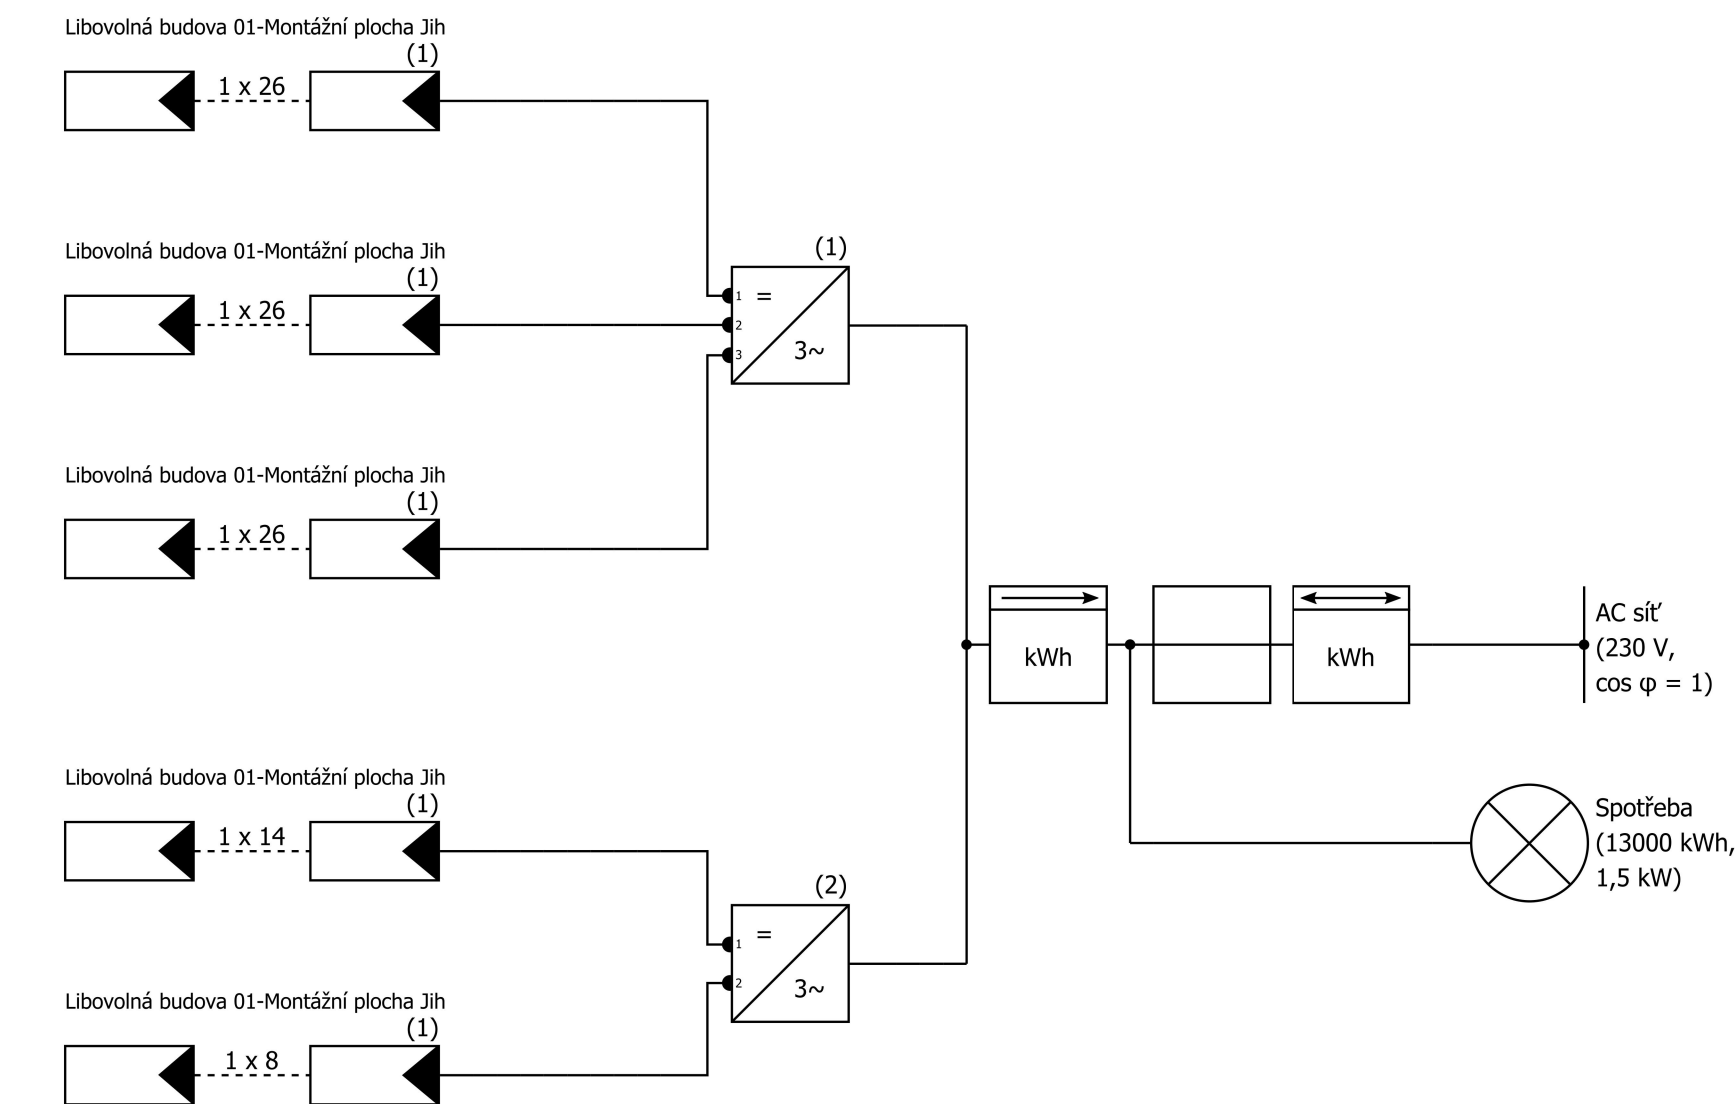 Libovolná budova 01-Montážní plocha Jih
(1)
1 x 26
Libovolná budova 01-Montážní plocha Jih
(1)
1 x 26
(1)
1
=
2
3
3~
Libovolná budova 01-Montážní plocha Jih
(1)
1 x 26
kWh
kWh
AC síť
(230 V,
cos φ = 1)
Libovolná budova 01-Montážní plocha Jih
(1)
1 x 14
(2)
1
=
2
3~
Spotřeba
(13000 kWh,
1,5 kW)
Libovolná budova 01-Montážní plocha Jih
(1)
1 x 8